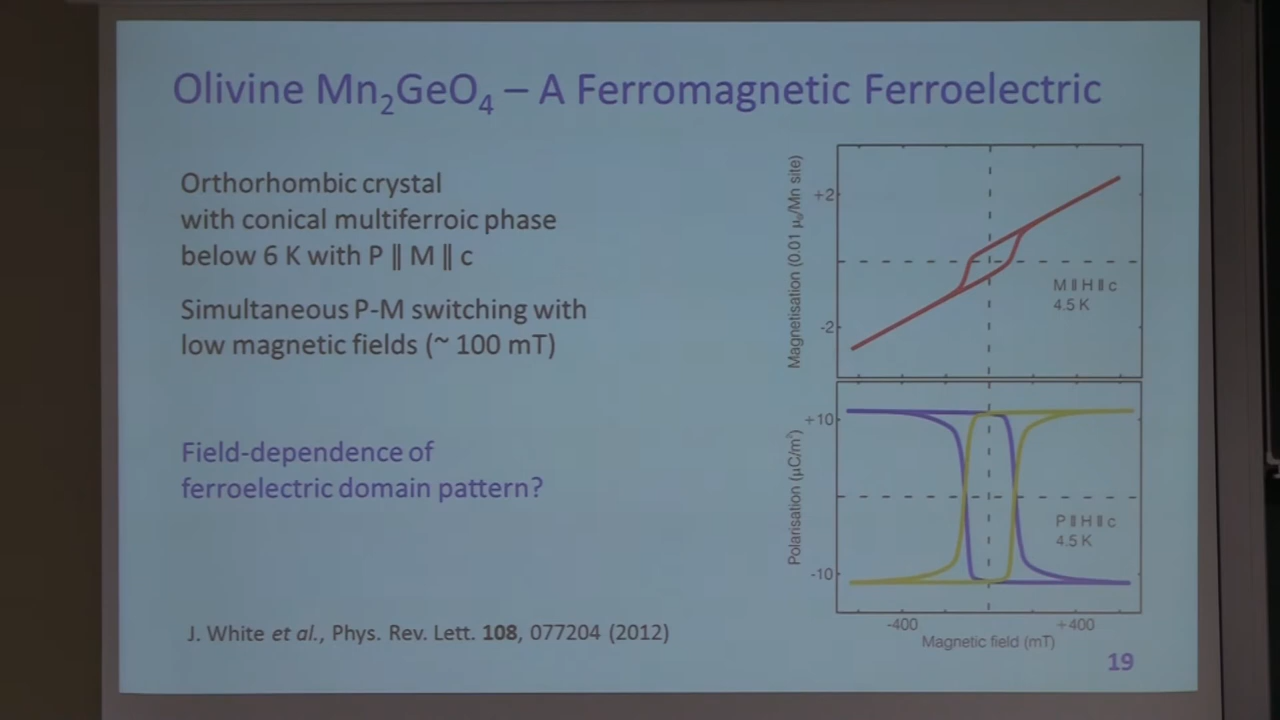 Olivine Mn₂GeO₄ – A Ferromagnetic Ferroelectric
Orthorhombic crystal
with conical multiferroic phase
below 6 K with P ∥ M ∥ c
Simultaneous P-M switching with
low magnetic fields (~ 100 mT)
Field-dependence of
ferroelectric domain pattern?
J. White et al., Phys. Rev. Lett. 108, 077204 (2012)
Magnetisation (0.01 μB/Mn site)
+2
-2
M ∥ H ∥ c
4.5 K
Polarisation (μC/m²)
+10
-10
P ∥ H ∥ c
4.5 K
-400
+400
Magnetic field (mT)
19